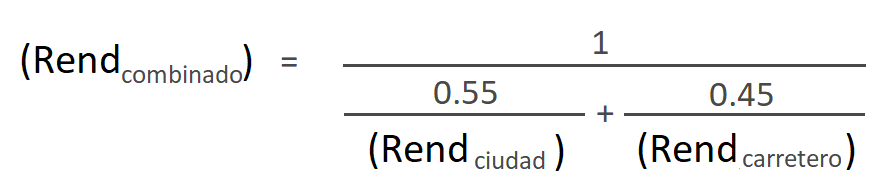 (Rend combinado) = 1
0.55 + 0.45
(Rend ciudad) (Rend carretero)